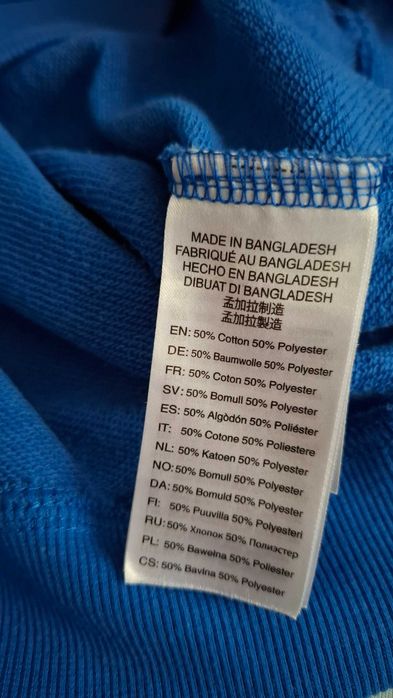 MADE IN BANGLADESH
FABRIQUÉ AU BANGLADESH
HECHO EN BANGLADESH
DIBUAT DI BANGLADESH
孟加拉制造
孟加拉製造
EN: 50% Cotton 50% Polyester
DE: 50% Baumwolle 50% Polyester
FR: 50% Coton 50% Polyester
SV: 50% Bomull 50% Polyester
ES: 50% Algodón 50% Poliéster
IT: 50% Cotone 50% Poliestere
NL: 50% Katoen 50% Polyester
NO: 50% Bomull 50% Polyester
DA: 50% Bomuld 50% Polyester
FI: 50% Puuvilla 50% Polyesteri
RU: 50% Хлопок 50% Полиэстер
PL: 50% Bawełna 50% Poliester
CS: 50% Bavlna 50% Polyester